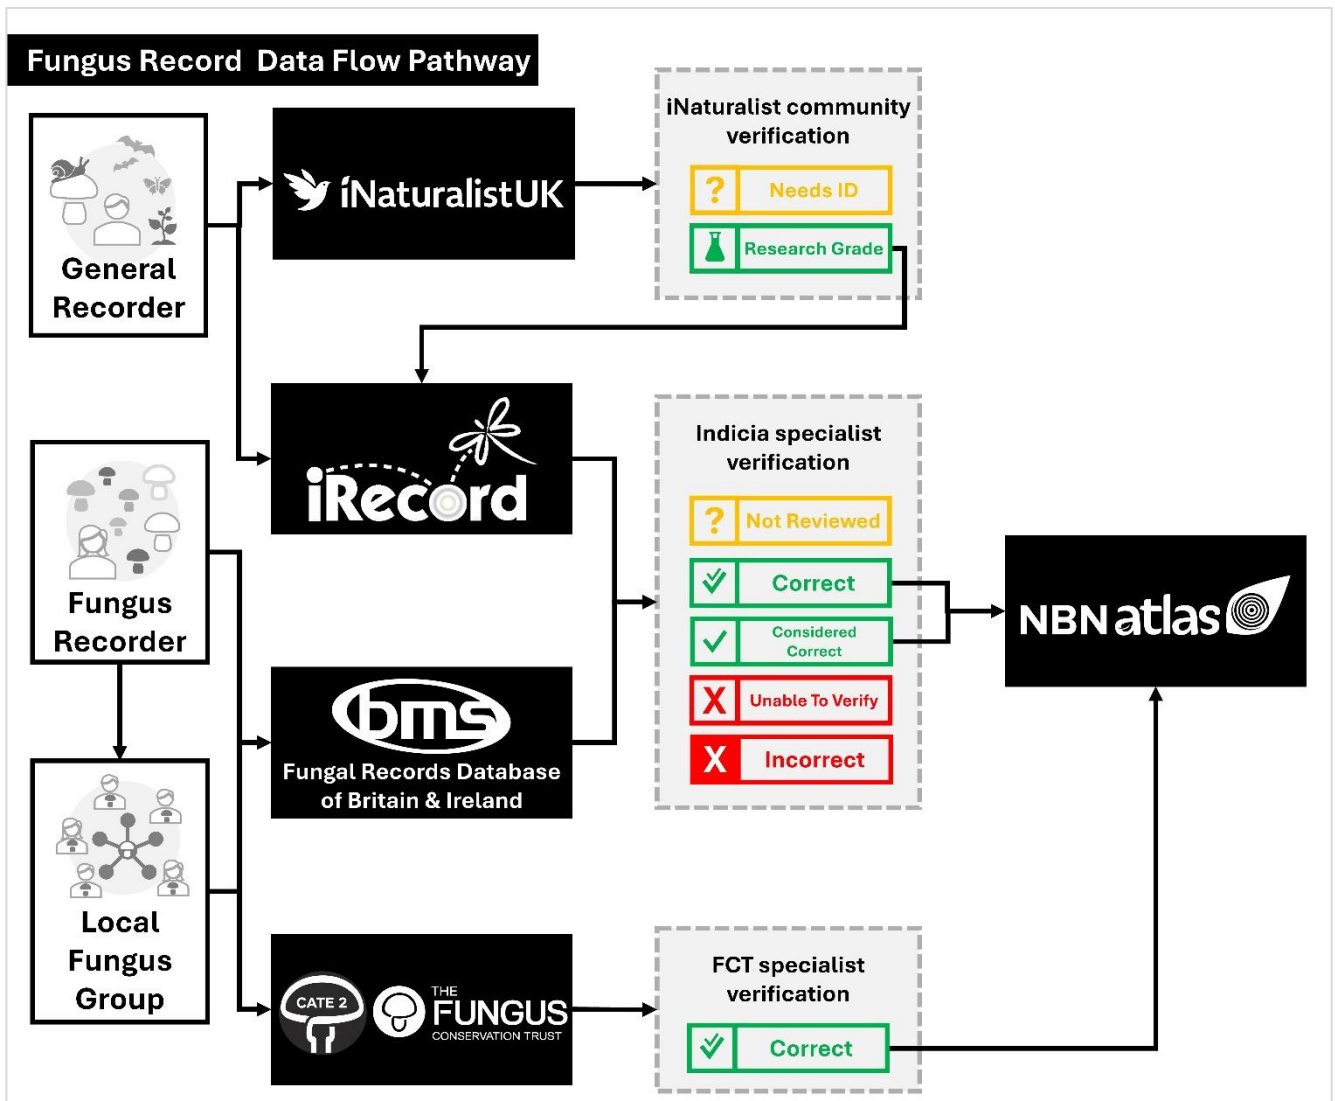 Fungus Record Data Flow Pathway
General
Recorder
iNaturalistUK
iNaturalist community
verification
? Needs ID
Research Grade
iRecord
Fungus
Recorder
Indicia specialist
verification
? Not Reviewed
Correct
Considered
Correct
X Unable To Verify
X Incorrect
NBN atlas
bms
Fungal Records Database
of Britain & Ireland
Local
Fungus
Group
CATE 2
THE
FUNGUS
CONSERVATION TRUST
FCT specialist
verification
Correct